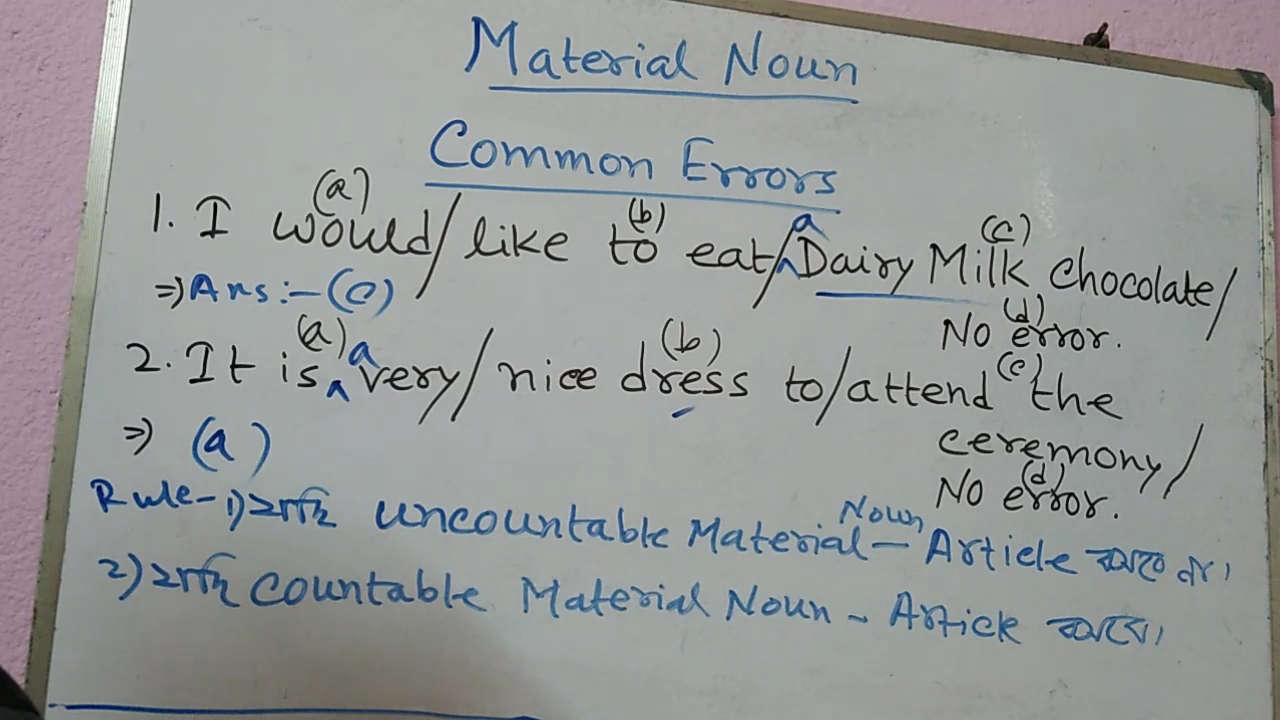 Material Noun
Common Errors
(a) (b) (c)
1. I would/like to eat/ a Dairy Milk chocolate/
(d)
No error.
⇒ Ans:-(c)
(a) (b) (c)
2. It is a very/nice dress to/attend the
ceremony/
(d)
No error.
⇒ (a)
Rule-1) যদি uncountable Material Noun - Article বসবে না।
2) যদি countable Material Noun - Article বসবে।